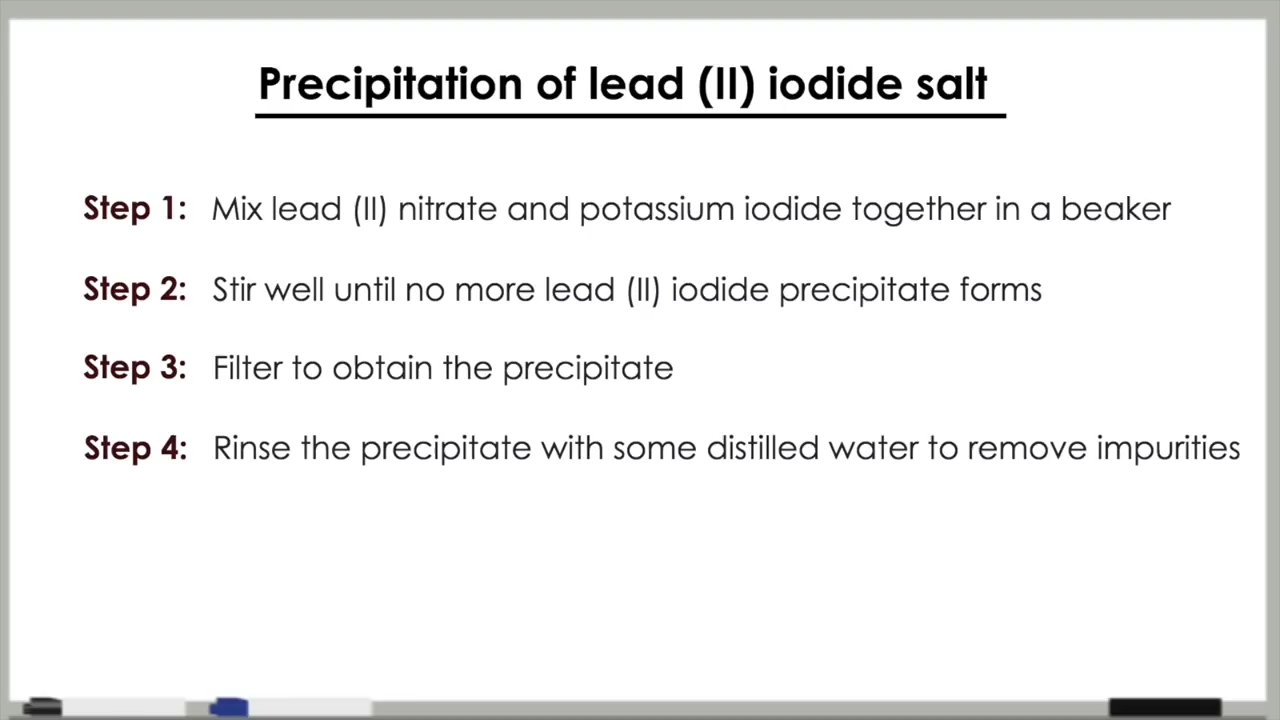 Precipitation of lead (II) iodide salt
Step 1: Mix lead (II) nitrate and potassium iodide together in a beaker
Step 2: Stir well until no more lead (II) iodide precipitate forms
Step 3: Filter to obtain the precipitate
Step 4: Rinse the precipitate with some distilled water to remove impurities